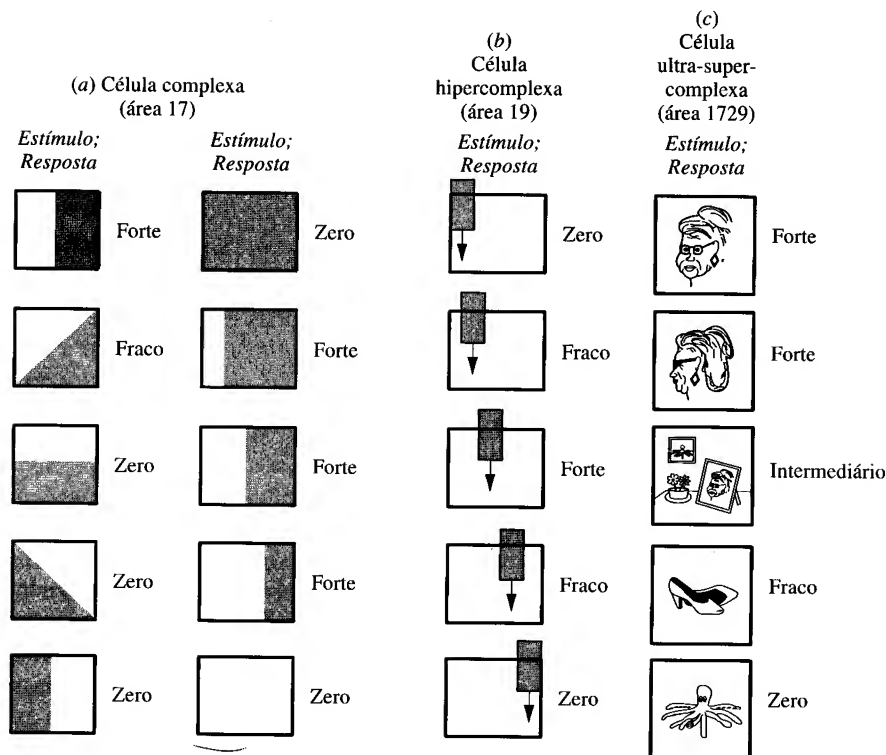 (a) Célula complexa
(área 17)
Estímulo;
Resposta
Estímulo;
Resposta
Forte
Zero
Fraco
Forte
Zero
Forte
Zero
Forte
Zero
Zero
(b)
Célula
hipercomplexa
(área 19)
Estímulo;
Resposta
Zero
Fraco
Forte
Fraco
Zero
(c)
Célula
ultra-super-
complexa
(área 1729)
Estímulo;
Resposta
Forte
Forte
Intermediário
Fraco
Zero